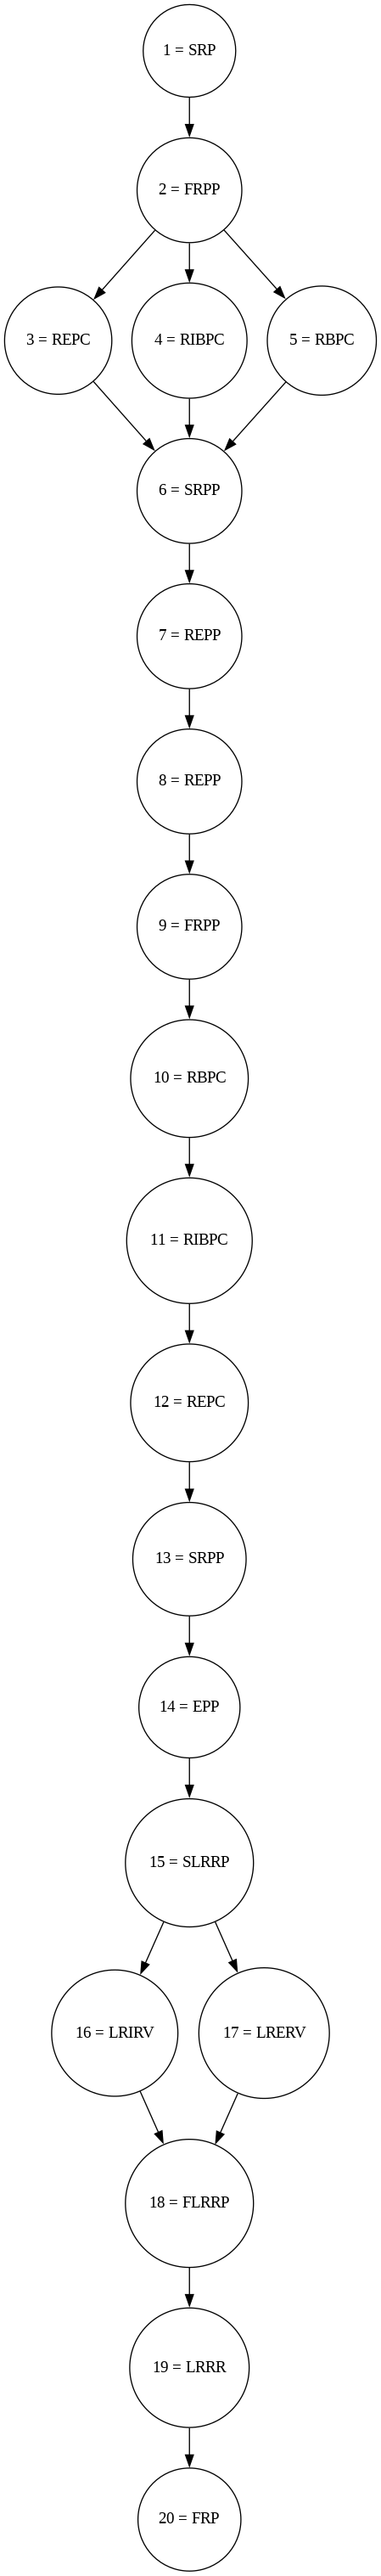 1 = SRP
2 = FRPP
3 = REPC
4 = RIBPC
5 = RBPC
6 = SRPP
7 = REPP
8 = REPP
9 = FRPP
10 = RBPC
11 = RIBPC
12 = REPC
13 = SRPP
14 = EPP
15 = SLRRP
16 = LRIRV
17 = LRERV
18 = FLRRP
19 = LRRR
20 = FRP